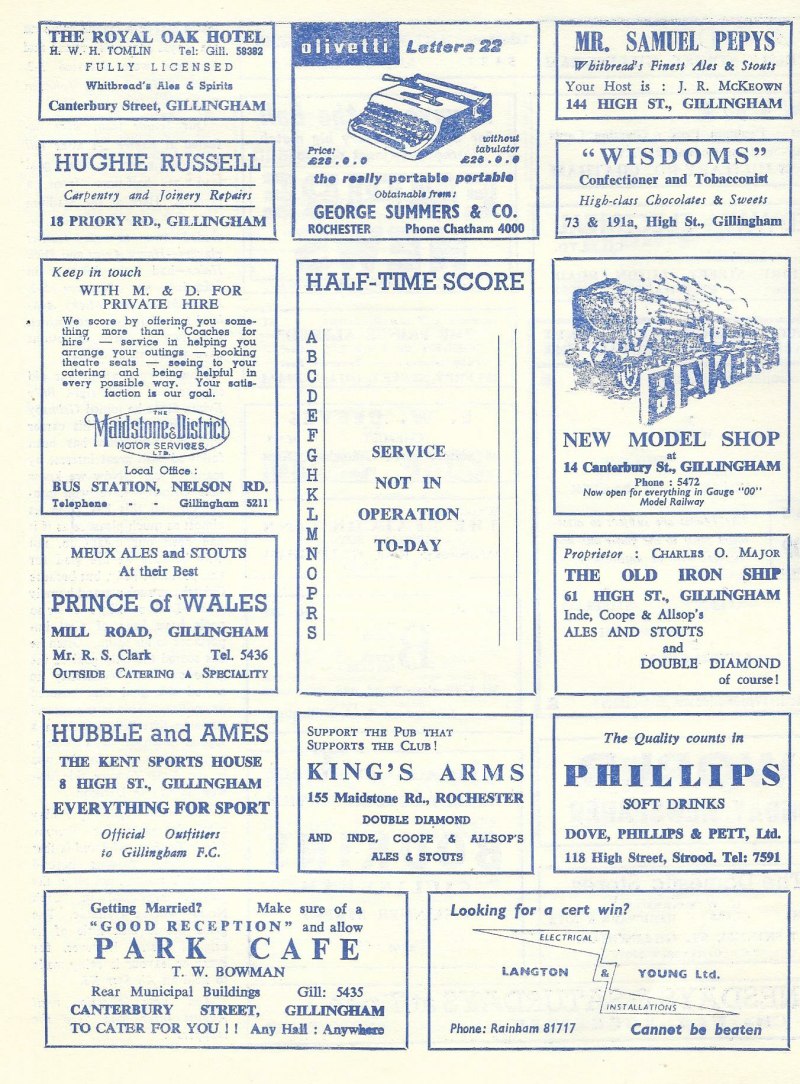 THE ROYAL OAK HOTEL
H. W. H. TOMLIN Tel: Gill. 59382
FULLY LICENSED
Whitbread's Ales & Spirits
Canterbury Street, GILLINGHAM
HUGHIE RUSSELL
Carpentry and Joinery Repairs
18 PRIORY RD., GILLINGHAM
olivetti Lettera 22
Price: without
tabulator
£28.0.0 £26.0.0
the really portable portable
Obtainable from:
GEORGE SUMMERS & CO.
ROCHESTER Phone Chatham 4000
MR. SAMUEL PEPYS
Whitbread's Finest Ales & Stouts
Your Host is : J. R. McKEOWN
144 HIGH ST., GILLINGHAM
"WISDOMS"
Confectioner and Tobacconist
High-class Chocolates & Sweets
73 & 191a, High St., Gillingham
Keep in touch
WITH M. & D. FOR
PRIVATE HIRE
We score by offering you some-
thing more than "Coaches for
hire" — service in helping you
arrange your outings — booking
theatre seats — seeing to your
catering and being helpful in
every possible way. Your satis-
faction is our goal.
THE
Maidstone & District
MOTOR SERVICES
LTD.
Local Office :
BUS STATION, NELSON RD.
Telephone - - Gillingham 5211
HALF-TIME SCORE
A
B
C
D
E
F
G
H
K
L
M
N
O
P
R
S
SERVICE
NOT IN
OPERATION
TO-DAY
BAKER
NEW MODEL SHOP
at
14 Canterbury St., GILLINGHAM
Phone : 5472
Now open for everything in Gauge "00"
Model Railway
MEUX ALES and STOUTS
At their Best
PRINCE of WALES
MILL ROAD, GILLINGHAM
Mr. R. S. Clark Tel. 5436
OUTSIDE CATERING A SPECIALITY
Proprietor : CHARLES O. MAJOR
THE OLD IRON SHIP
61 HIGH ST., GILLINGHAM
Inde, Coope & Allsop's
ALES AND STOUTS
and
DOUBLE DIAMOND
of course!
HUBBLE and AMES
THE KENT SPORTS HOUSE
8 HIGH ST., GILLINGHAM
EVERYTHING FOR SPORT
Official Outfitters
to Gillingham F.C.
SUPPORT THE PUB THAT
SUPPORTS THE CLUB!
KING'S ARMS
155 Maidstone Rd., ROCHESTER
DOUBLE DIAMOND
AND INDE, COOPE & ALLSOP'S
ALES & STOUTS
The Quality counts in
PHILLIPS
SOFT DRINKS
DOVE, PHILLIPS & PETT, Ltd.
118 High Street, Strood. Tel: 7591
Getting Married? Make sure of a
"GOOD RECEPTION" and allow
PARK CAFE
T. W. BOWMAN
Rear Municipal Buildings Gill: 5435
CANTERBURY STREET, GILLINGHAM
TO CATER FOR YOU !! Any Hall : Anywhere
Looking for a cert win?
ELECTRICAL
LANGTON & YOUNG Ltd.
INSTALLATIONS
Phone: Rainham 81717 Cannot be beaten